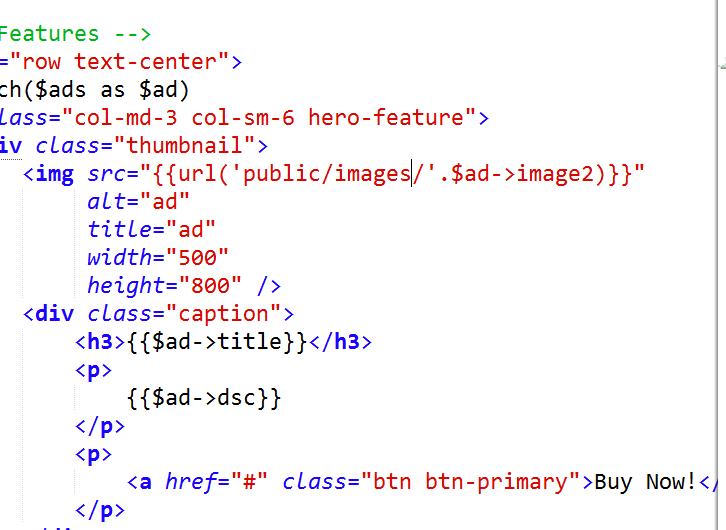 Features -->
="row text-center">
ch($ads as $ad)
lass="col-md-3 col-sm-6 hero-feature">
iv class="thumbnail">
<img src="{{url('public/images/'.$ad->image2)}}"
alt="ad"
title="ad"
width="500"
height="800" />
<div class="caption">
<h3>{{$ad->title}}</h3>
<p>
{{$ad->dsc}}
</p>
<p>
<a href="#" class="btn btn-primary">Buy Now!</
</p>